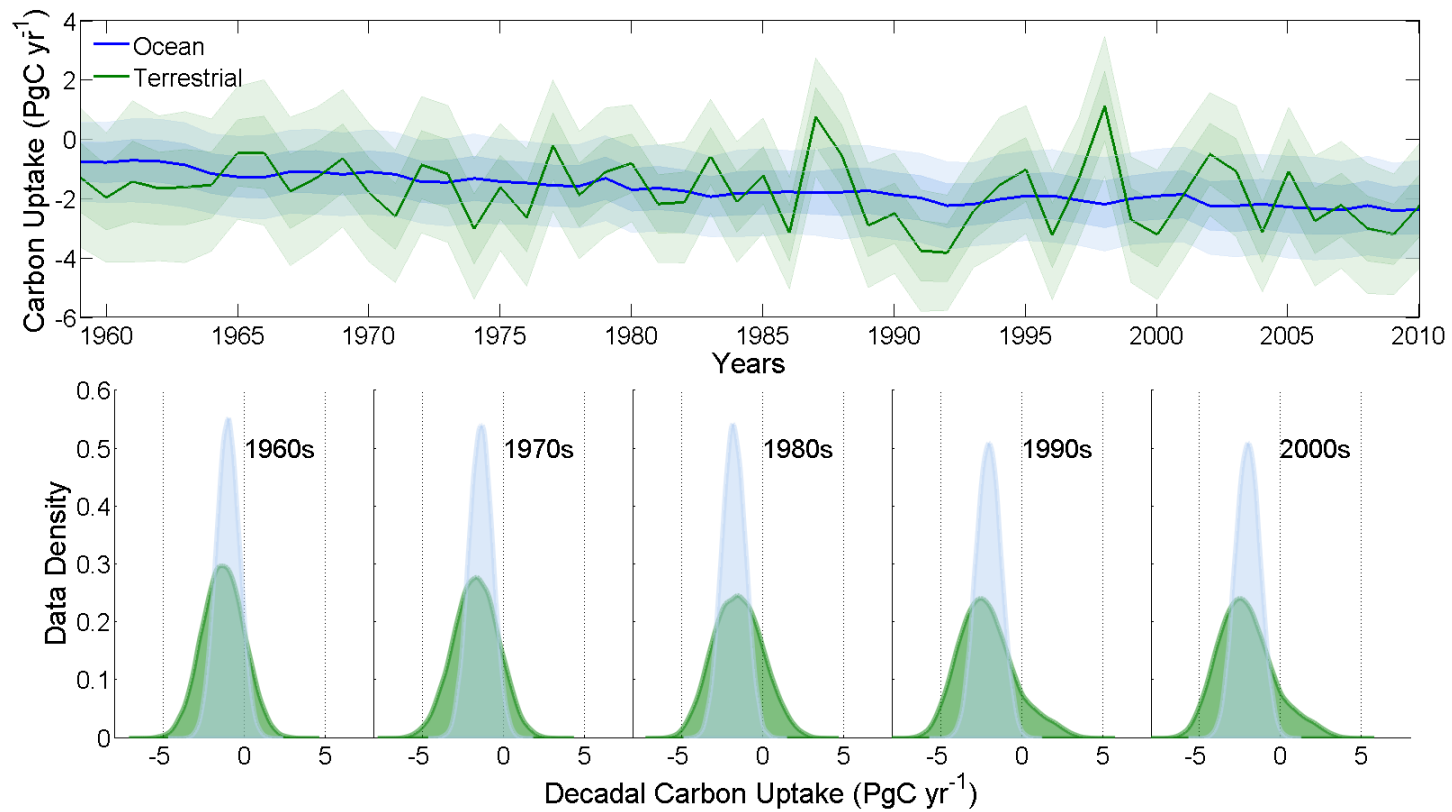 Carbon Uptake (PgC yr⁻¹)
4
2
0
-2
-4
-6
Ocean
Terrestrial
1960 1965 1970 1975 1980 1985 1990 1995 2000 2005 2010
Years
Data Density
0.6
0.5
0.4
0.3
0.2
0.1
0
1960s 1970s 1980s 1990s 2000s
-5 0 5 -5 0 5 -5 0 5 -5 0 5 -5 0 5
Decadal Carbon Uptake (PgC yr⁻¹)